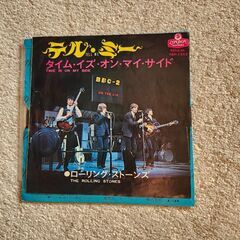 テル・ミー
タイム・イズ・オン・マイ・サイド
TIME IS ON MY SIDE
BBC-2
ON THE AIR
●ローリング・ストーンズ
THE ROLLING STONES